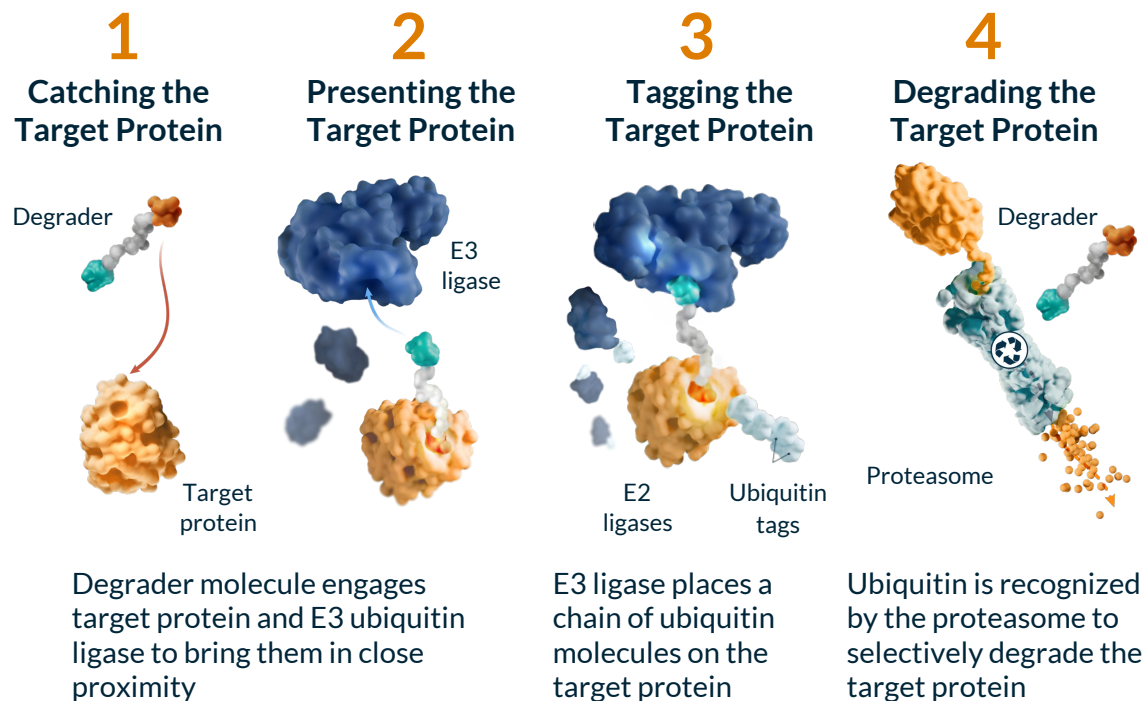 1
Catching the
Target Protein
Degrader
Target
protein
2
Presenting the
Target Protein
E3
ligase
Degrader molecule engages
target protein and E3 ubiquitin
ligase to bring them in close
proximity
3
Tagging the
Target Protein
E2
ligases
Ubiquitin
tags
E3 ligase places a
chain of ubiquitin
molecules on the
target protein
4
Degrading the
Target Protein
Degrader
Proteasome
Ubiquitin is recognized
by the proteasome to
selectively degrade the
target protein